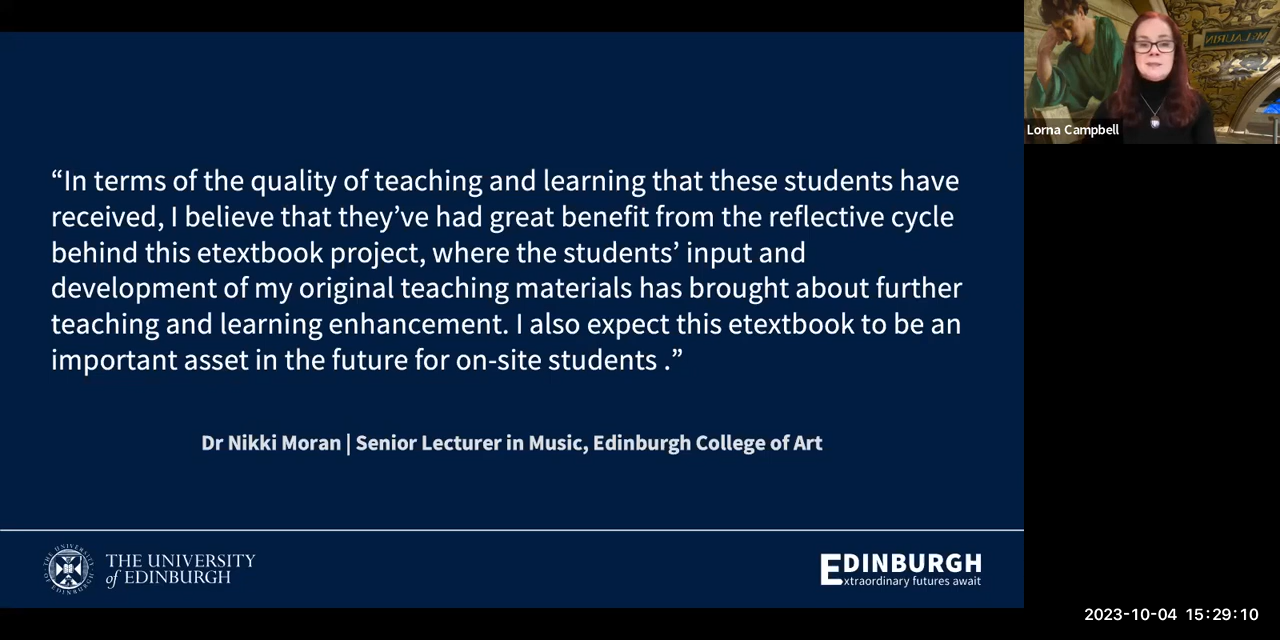 “In terms of the quality of teaching and learning that these students have
received, I believe that they’ve had great benefit from the reflective cycle
behind this etextbook project, where the students’ input and
development of my original teaching materials has brought about further
teaching and learning enhancement. I also expect this etextbook to be an
important asset in the future for on-site students .”
Dr Nikki Moran | Senior Lecturer in Music, Edinburgh College of Art
THE UNIVERSITY
of EDINBURGH
EDINBURGH
xtraordinary futures await
Lorna Campbell
2023-10-04 15:29:10